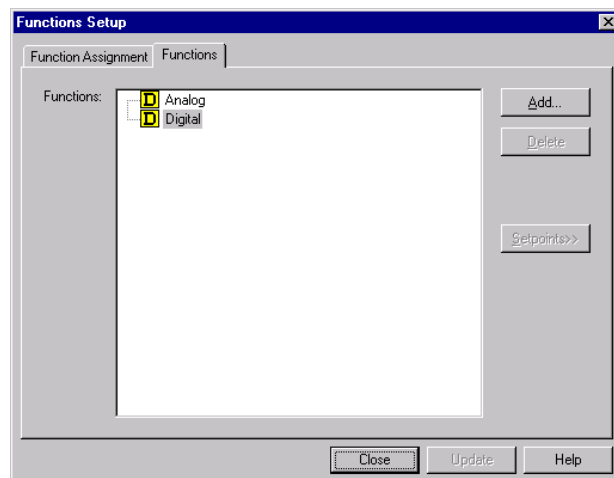 Functions Setup
Function Assignment Functions
Functions:
D Analog
D Digital
Add...
Delete
Setpoints>>
Close Update Help